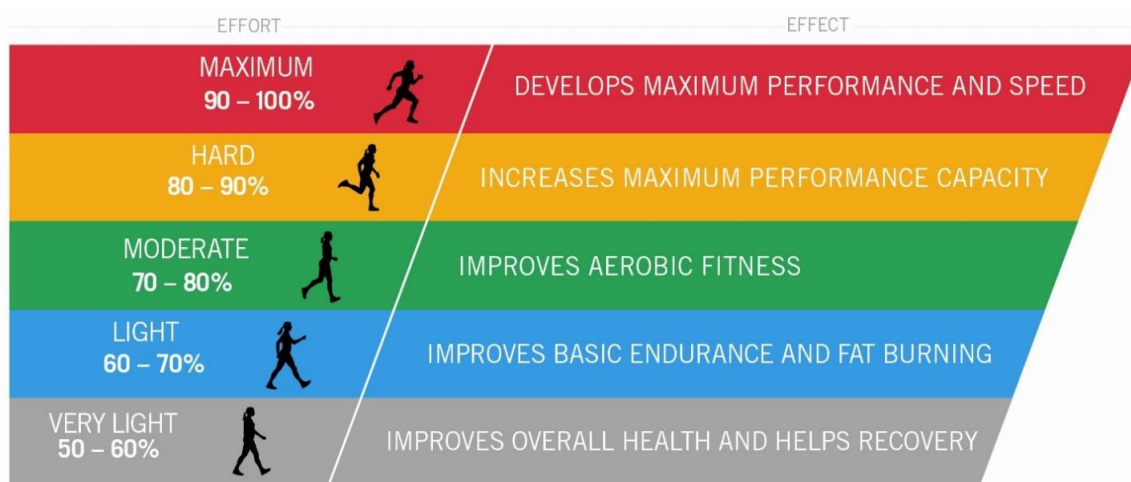 EFFORT
EFFECT
MAXIMUM
90 – 100%
DEVELOPS MAXIMUM PERFORMANCE AND SPEED
HARD
80 – 90%
INCREASES MAXIMUM PERFORMANCE CAPACITY
MODERATE
70 – 80%
IMPROVES AEROBIC FITNESS
LIGHT
60 – 70%
IMPROVES BASIC ENDURANCE AND FAT BURNING
VERY LIGHT
50 – 60%
IMPROVES OVERALL HEALTH AND HELPS RECOVERY